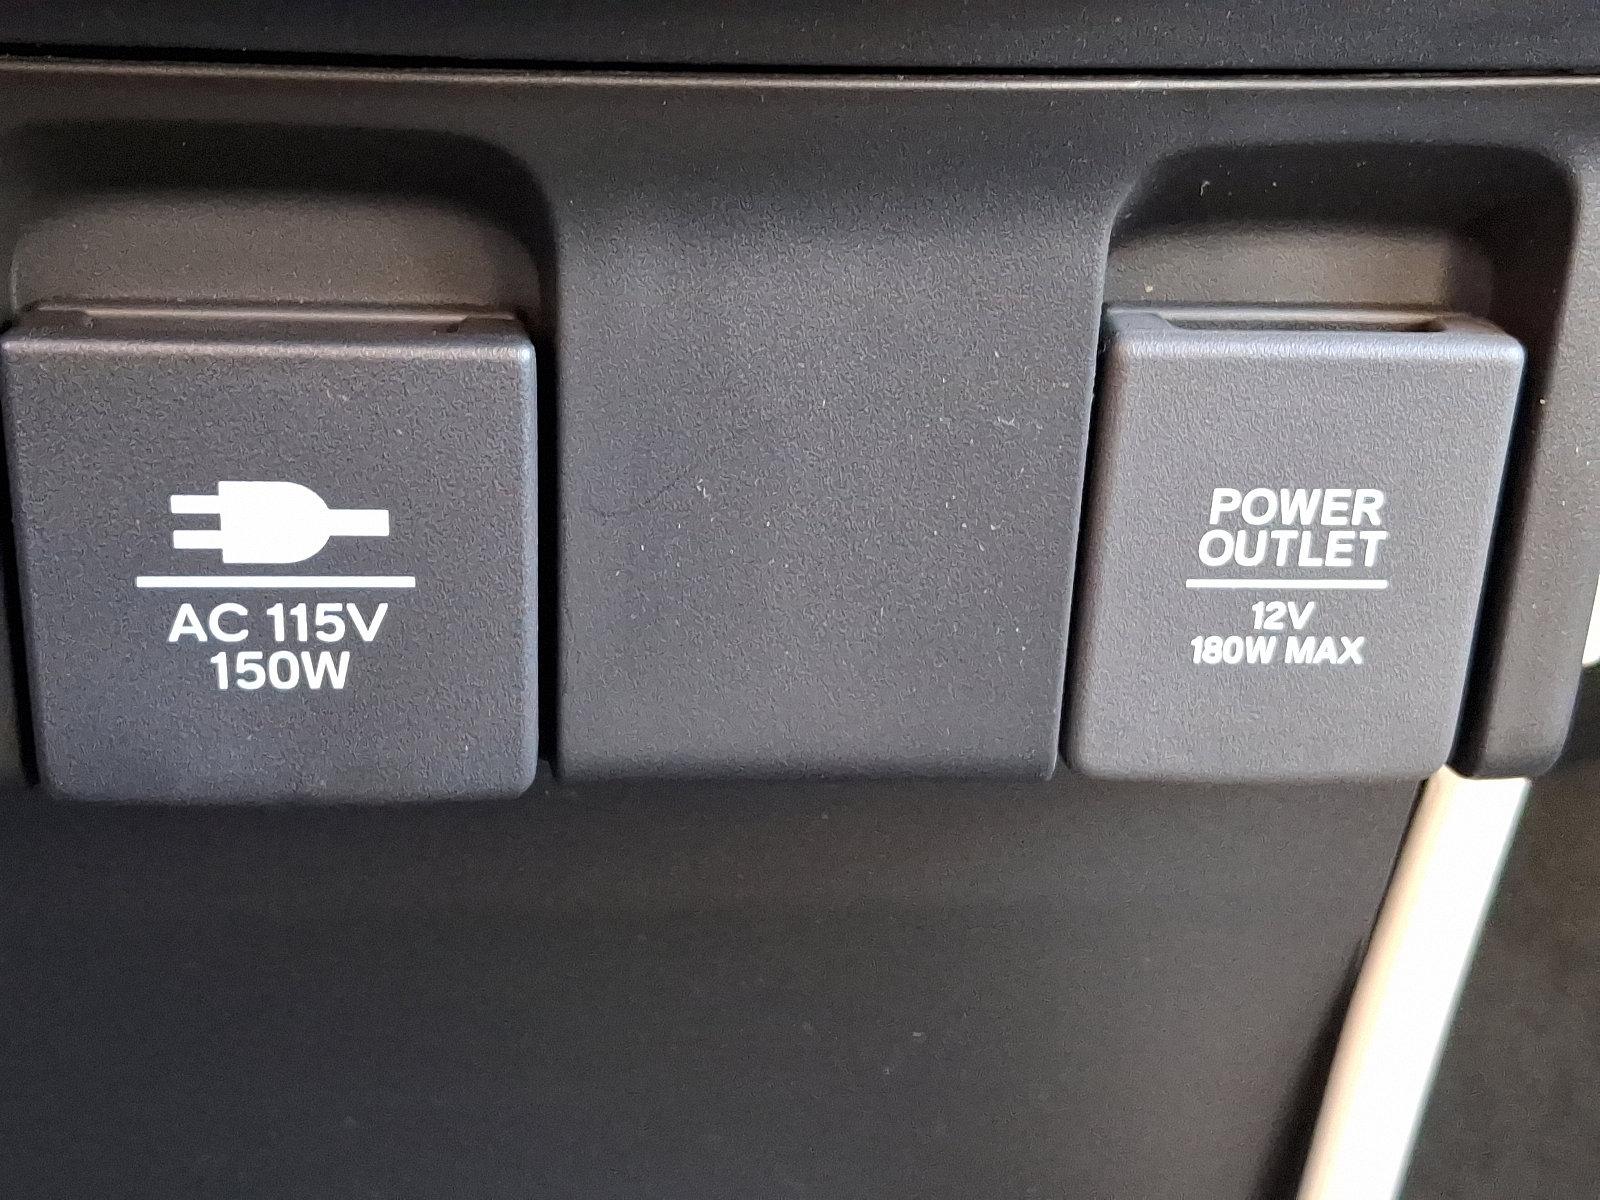 AC 115V
150W
POWER
OUTLET
12V
180W MAX